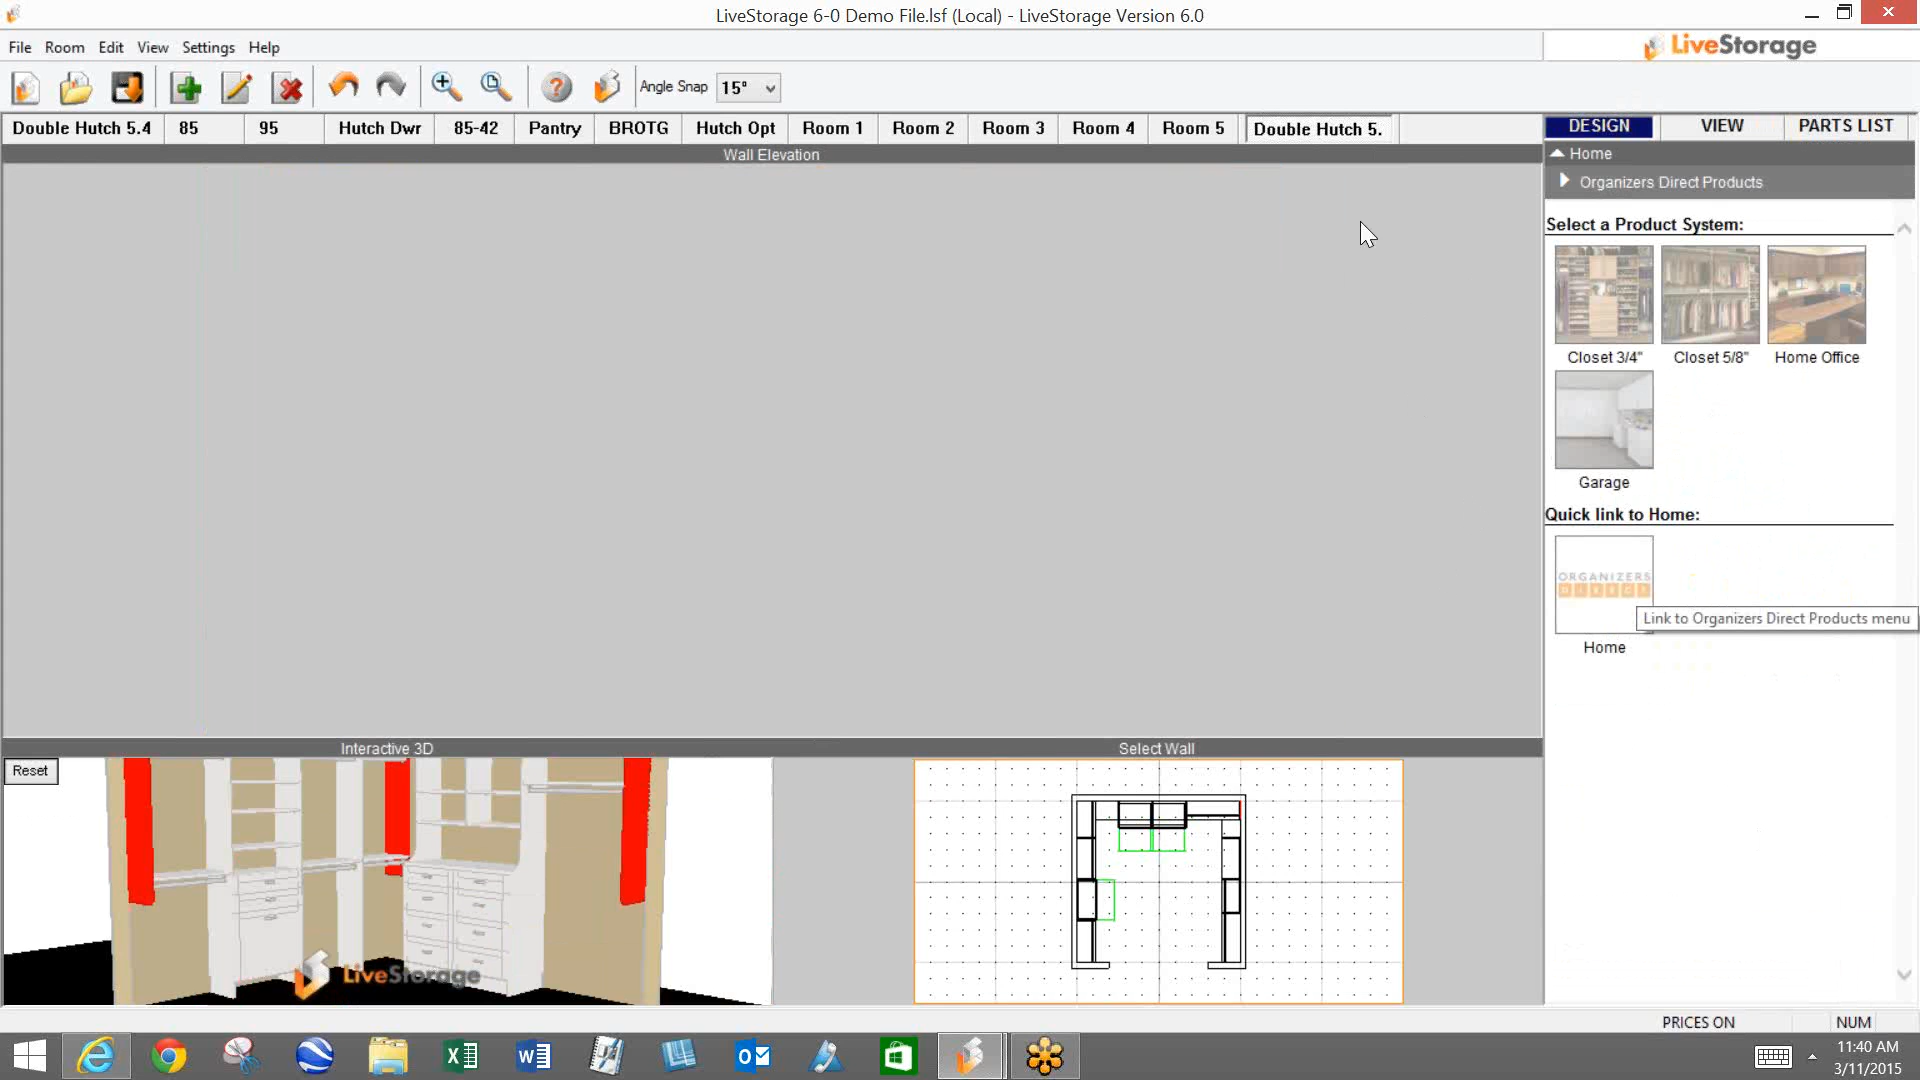 LiveStorage 6-0 Demo File.lsf (Local) - LiveStorage Version 6.0
File Room Edit View Settings Help
LiveStorage
Angle Snap 15°
Double Hutch 5.4 85 95 Hutch Dwr 85-42 Pantry BROTG Hutch Opt Room 1 Room 2 Room 3 Room 4 Room 5 Double Hutch 5.
DESIGN VIEW PARTS LIST
Wall Elevation
Home
Organizers Direct Products
Select a Product System:
Closet 3/4" Closet 5/8" Home Office
Garage
Quick link to Home:
ORGANIZERS
DIRECT
Link to Organizers Direct Products menu
Home
Interactive 3D
Select Wall
Reset
LiveStorage
PRICES ON NUM
11:40 AM
3/11/2015